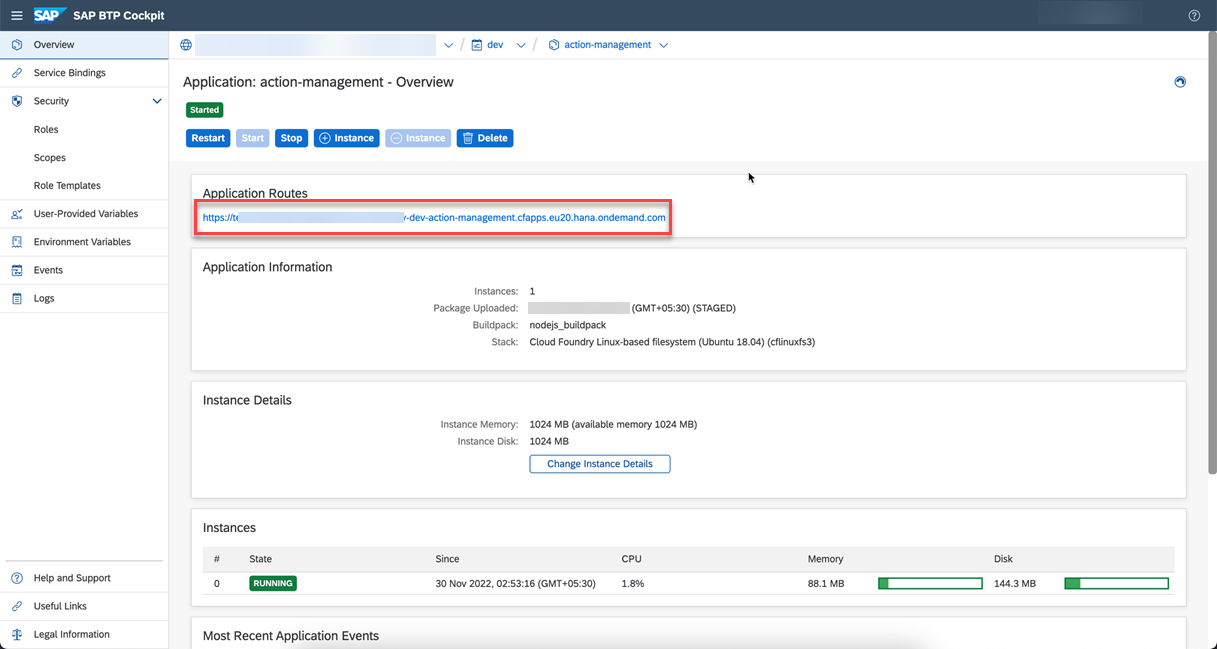 SAP SAP BTP Cockpit
Overview
Service Bindings
Security
Roles
Scopes
Role Templates
User-Provided Variables
Environment Variables
Events
Logs
Help and Support
Useful Links
Legal Information
/ dev / action-management
Application: action-management - Overview
Started
Restart Start Stop Instance Instance Delete
Application Routes
https://te -dev-action-management.cfapps.eu20.hana.ondemand.com
Application Information
Instances: 1
Package Uploaded: (GMT+05:30) (STAGED)
Buildpack: nodejs_buildpack
Stack: Cloud Foundry Linux-based filesystem (Ubuntu 18.04) (cflinuxfs3)
Instance Details
Instance Memory: 1024 MB (available memory 1024 MB)
Instance Disk: 1024 MB
Change Instance Details
Instances
# State Since CPU Memory Disk
0 RUNNING 30 Nov 2022, 02:53:16 (GMT+05:30) 1.8% 88.1 MB 144.3 MB
Most Recent Application Events